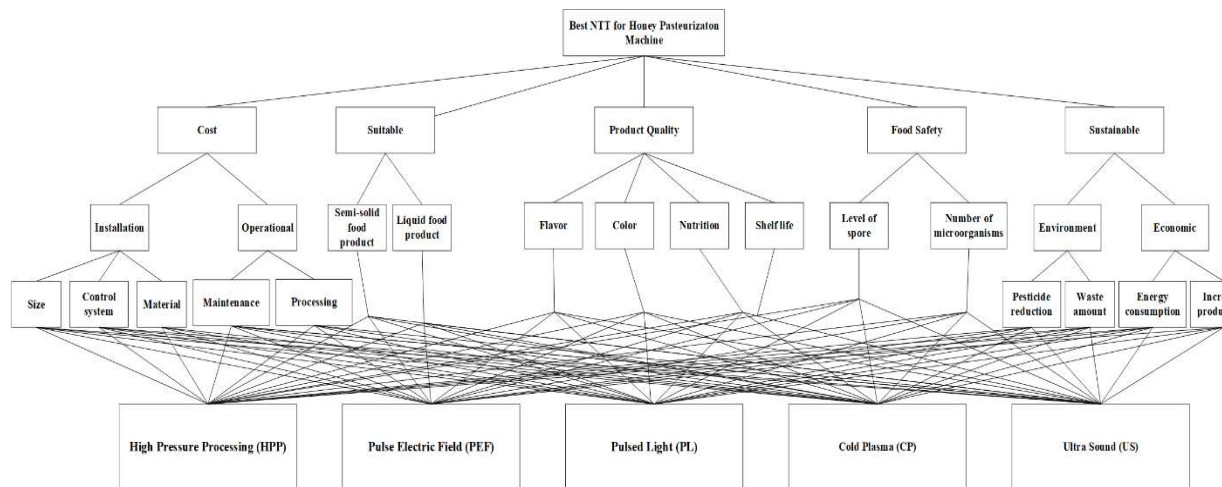 Best NTT for Honey Pasteurizaton
Machine
Cost
Suitable
Product Quality
Food Safety
Sustainable
Installation
Operational
Semi-solid
food
product
Liquid food
product
Flavor
Color
Nutrition
Shelf life
Level of
spore
Number of
microorganisms
Environment
Economic
Size
Control
system
Material
Maintenance
Processing
Pesticide
reduction
Waste
amount
Energy
consumption
High Pressure Processing (HPP)
Pulse Electric Field (PEF)
Pulsed Light (PL)
Cold Plasma (CP)
Ultra Sound (US)